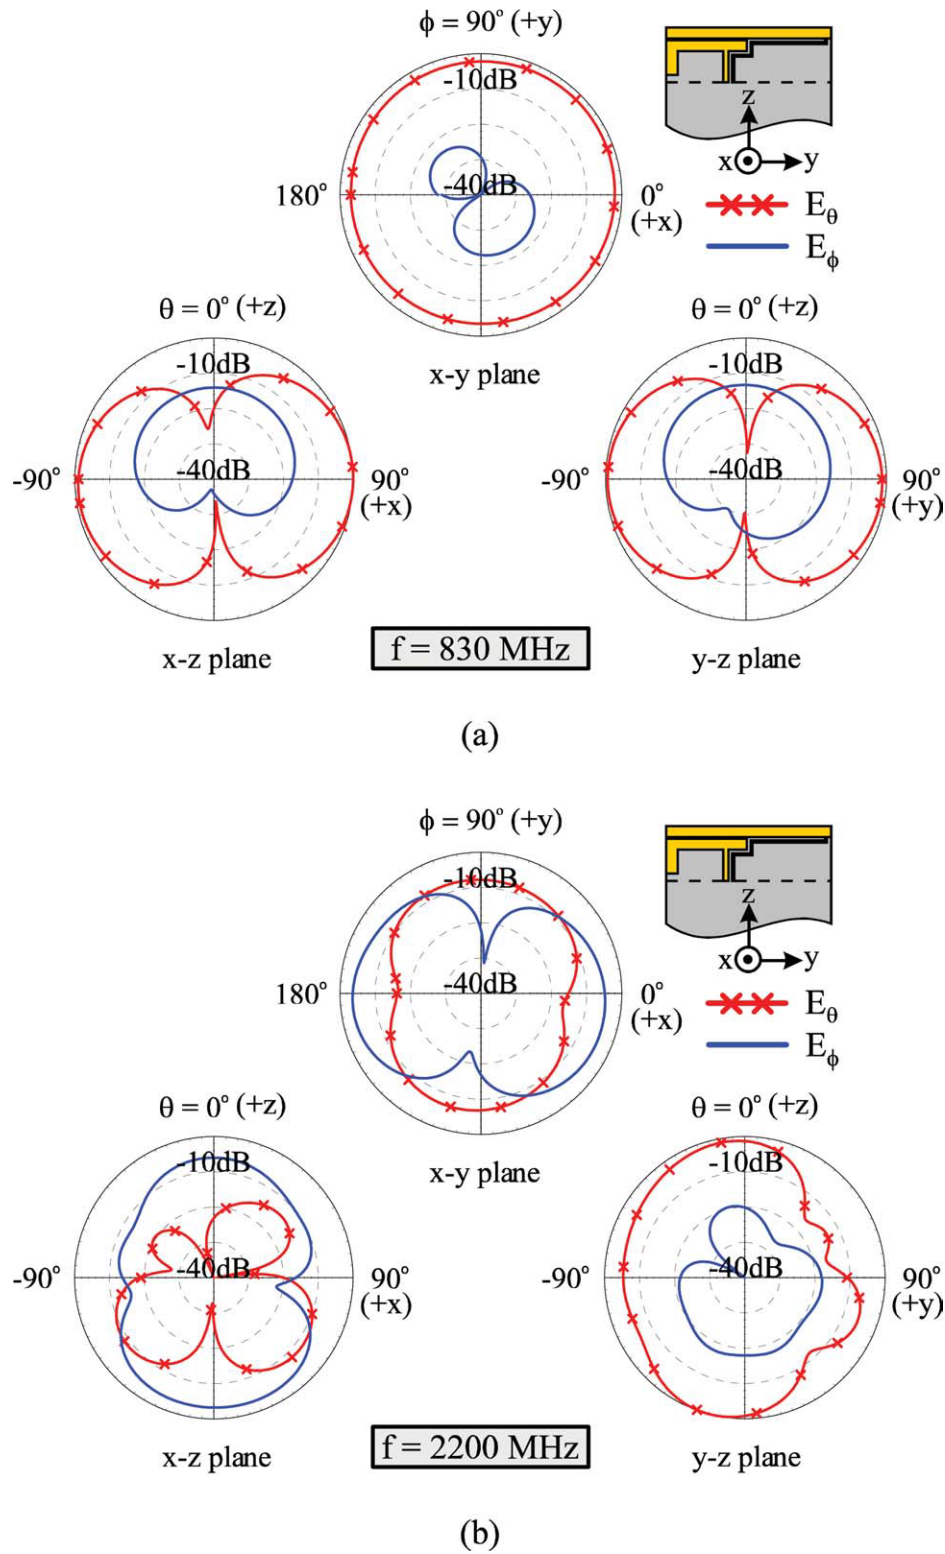 ϕ = 90° (+y)
-10dB
-40dB
180°
0°
(+x)
x-y plane
z
x
y
E_θ
E_ϕ
θ = 0° (+z)
-10dB
-40dB
-90°
90°
(+x)
x-z plane
θ = 0° (+z)
-10dB
-40dB
-90°
90°
(+y)
y-z plane
f = 830 MHz
(a)
ϕ = 90° (+y)
-10dB
-40dB
180°
0°
(+x)
x-y plane
z
x
y
E_θ
E_ϕ
θ = 0° (+z)
-10dB
-40dB
-90°
90°
(+x)
x-z plane
θ = 0° (+z)
-10dB
-40dB
-90°
90°
(+y)
y-z plane
f = 2200 MHz
(b)